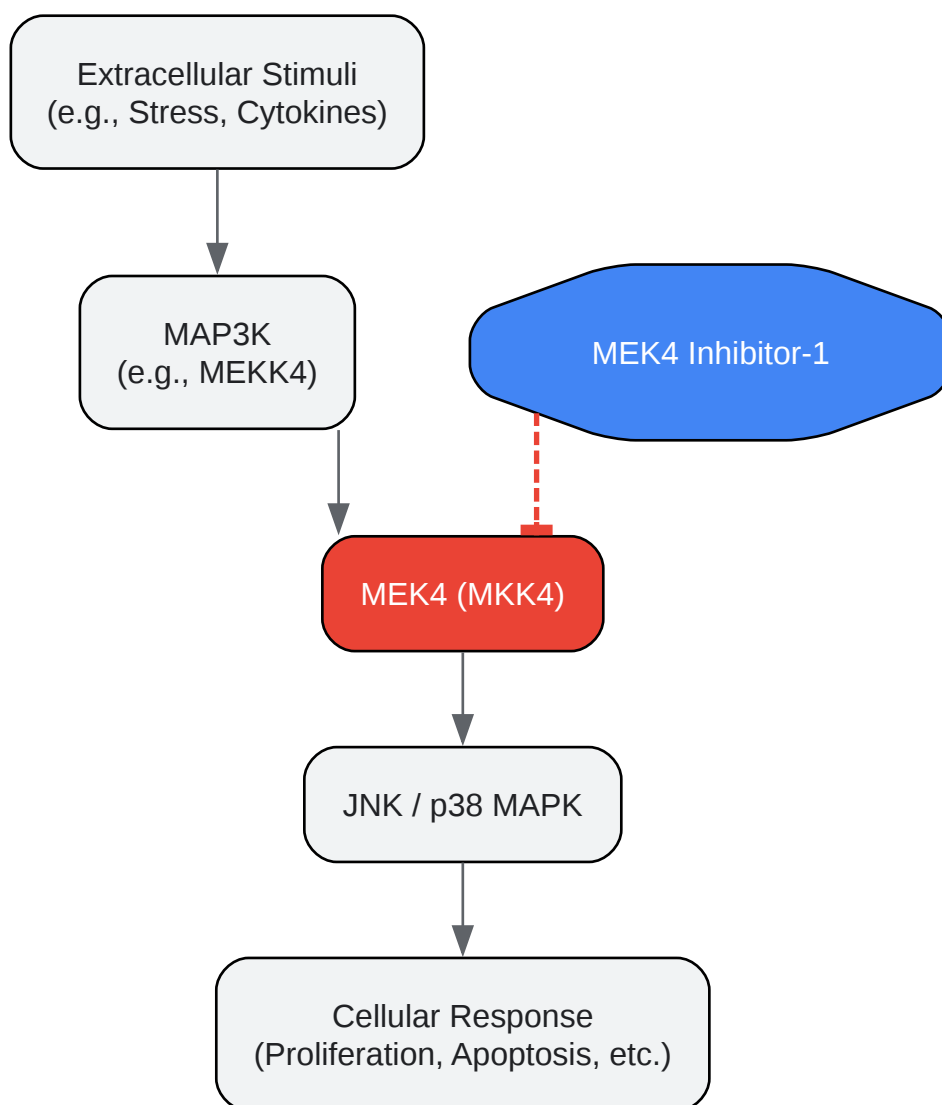 Extracellular Stimuli
(e.g., Stress, Cytokines)
MAP3K
(e.g., MEKK4)
MEK4 Inhibitor-1
MEK4 (MKK4)
JNK / p38 MAPK
Cellular Response
(Proliferation, Apoptosis, etc.)